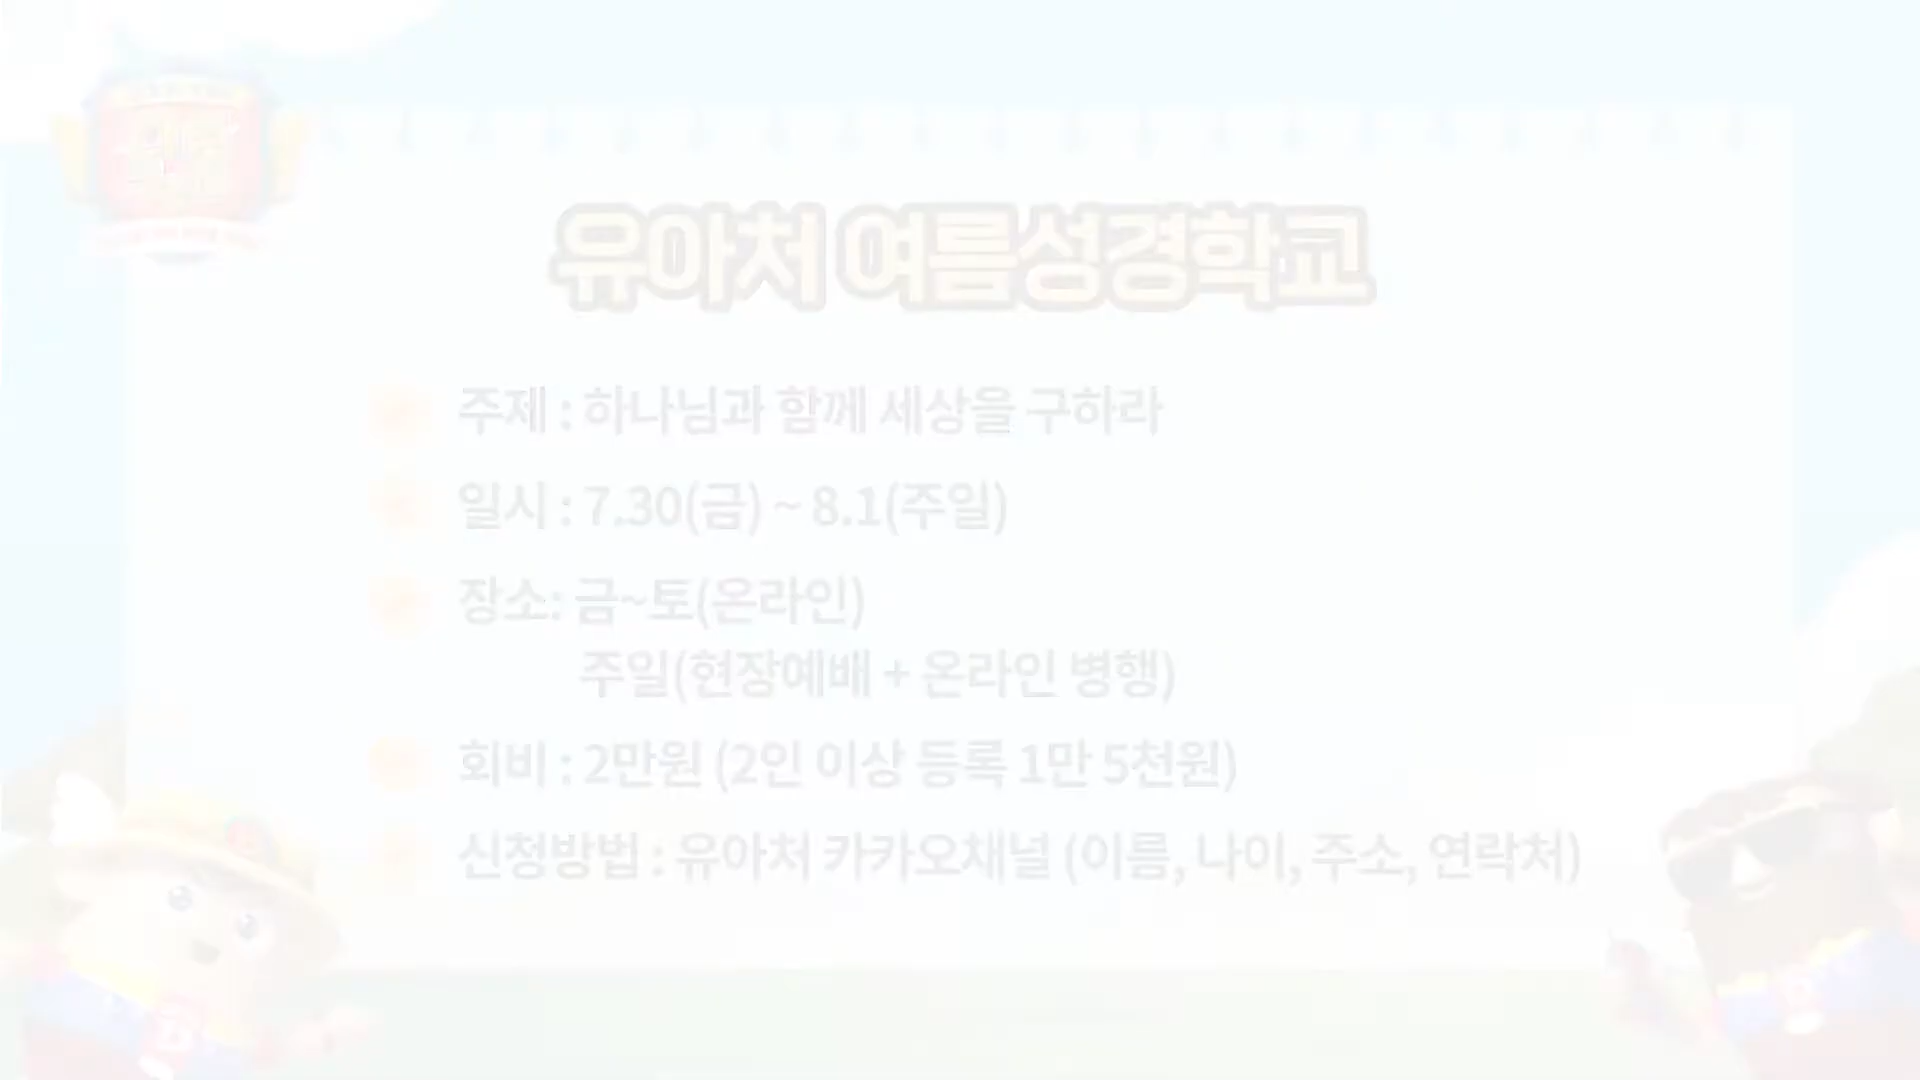 유아처 여름성경학교
주제 : 하나님과 함께 세상을 구하라
일시 : 7.30(금) ~ 8.1(주일)
장소: 금~토(온라인)
주일(현장예배 + 온라인 병행)
회비 : 2만원 (2인 이상 등록 1만 5천원)
신청방법 : 유아처 카카오채널 (이름, 나이, 주소, 연락처)